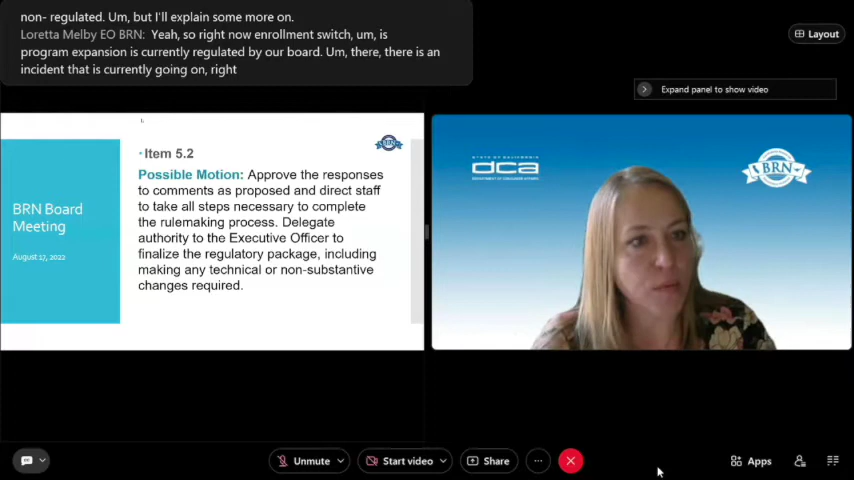 non- regulated. Um, but I'll explain some more on.
Loretta Melby EO BRN: Yeah, so right now enrollment switch, um, is
program expansion is currently regulated by our board. Um, there, there is an
incident that is currently going on, right
Layout
Expand panel to show video
BRN Board
Meeting
August 17, 2022
· Item 5.2
Possible Motion: Approve the responses
to comments as proposed and direct staff
to take all steps necessary to complete
the rulemaking process. Delegate
authority to the Executive Officer to
finalize the regulatory package, including
making any technical or non-substantive
changes required.
BRN
STATE OF CALIFORNIA
dca
DEPARTMENT OF CONSUMER AFFAIRS
BRN
Unmute
Start video
Share
Apps